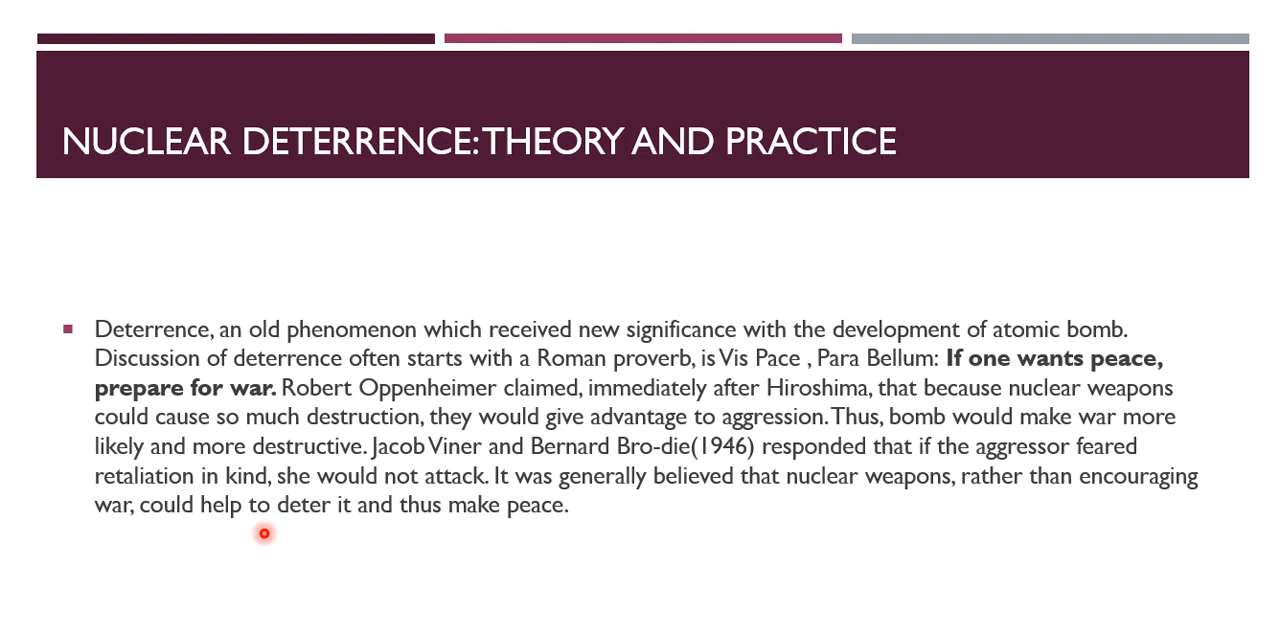 NUCLEAR DETERRENCE: THEORY AND PRACTICE
Deterrence, an old phenomenon which received new significance with the development of atomic bomb.
Discussion of deterrence often starts with a Roman proverb, is Vis Pace , Para Bellum: If one wants peace,
prepare for war. Robert Oppenheimer claimed, immediately after Hiroshima, that because nuclear weapons
could cause so much destruction, they would give advantage to aggression. Thus, bomb would make war more
likely and more destructive. Jacob Viner and Bernard Bro-die(1946) responded that if the aggressor feared
retaliation in kind, she would not attack. It was generally believed that nuclear weapons, rather than encouraging
war, could help to deter it and thus make peace.